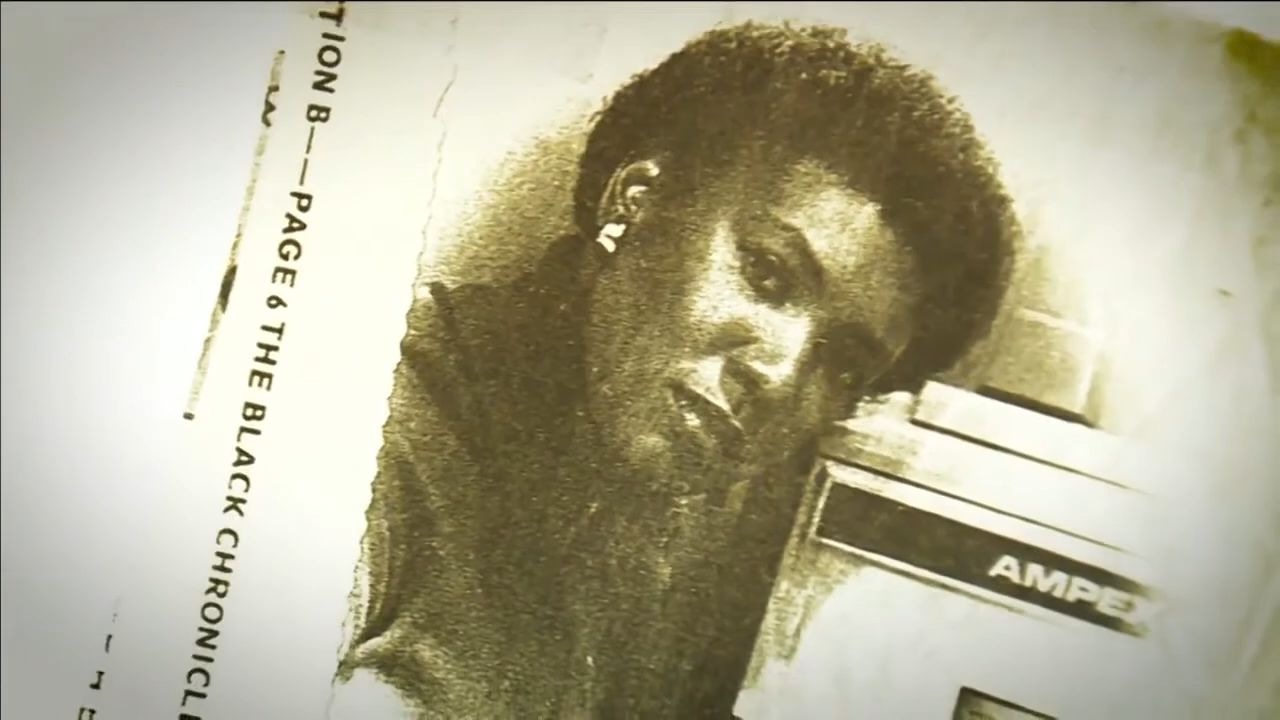 TION B——PAGE 6 THE BLACK CHRONICL
AMPEX